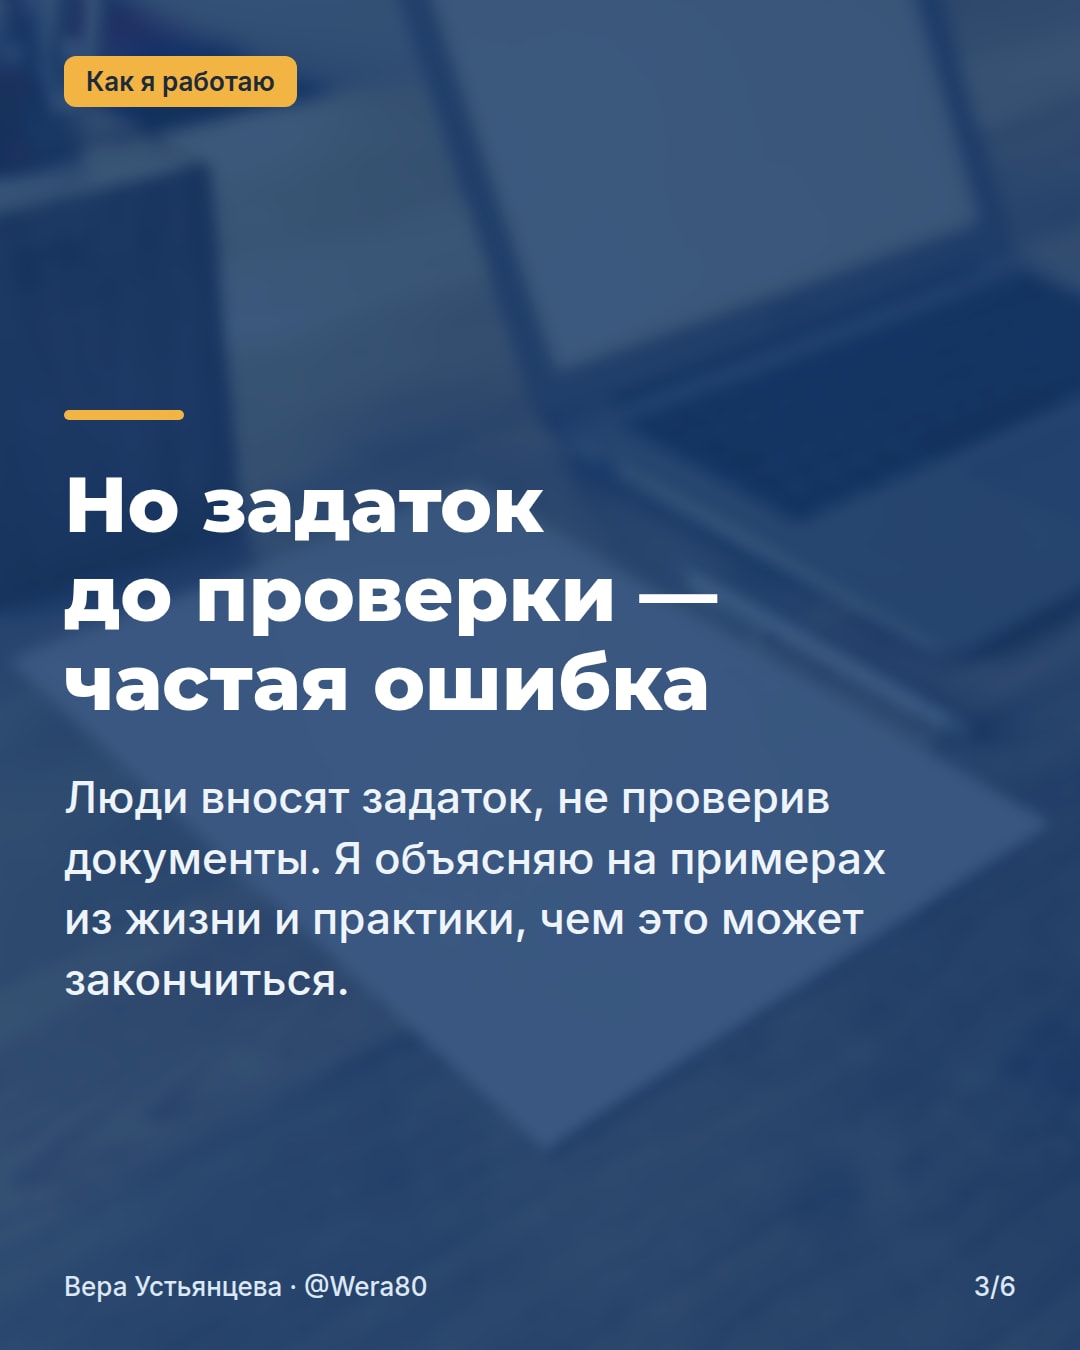 Как я работаю
Но задаток
до проверки —
частая ошибка
Люди вносят задаток, не проверив
документы. Я объясняю на примерах
из жизни и практики, чем это может
закончиться.
Вера Устьянцева · @Wera80
3/6